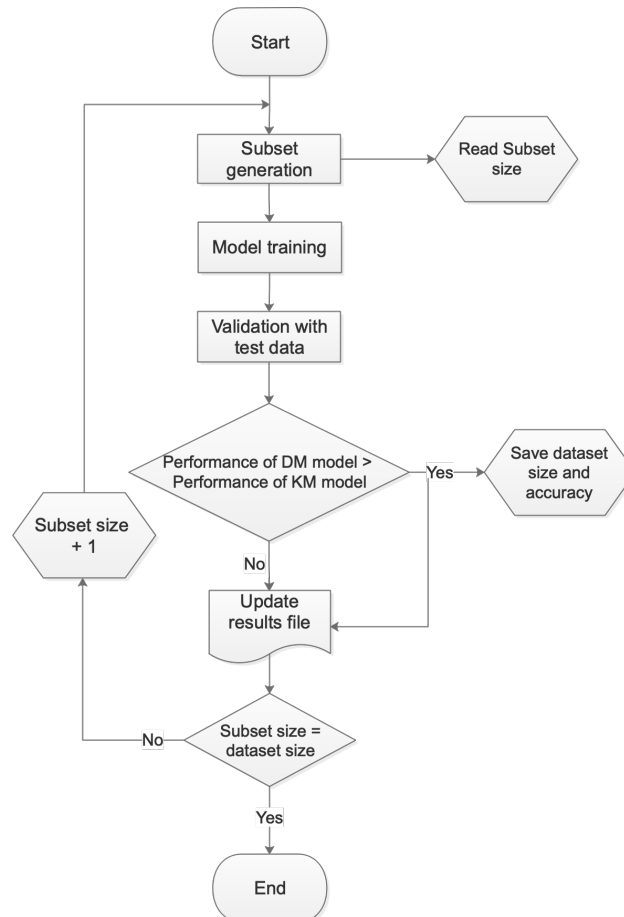 Start
Subset
generation
Read Subset
size
Model training
Validation with
test data
Performance of DM model >
Performance of KM model
Yes
Save dataset
size and
accuracy
Subset size
+ 1
No
Update
results file
Subset size =
dataset size
No
Yes
End